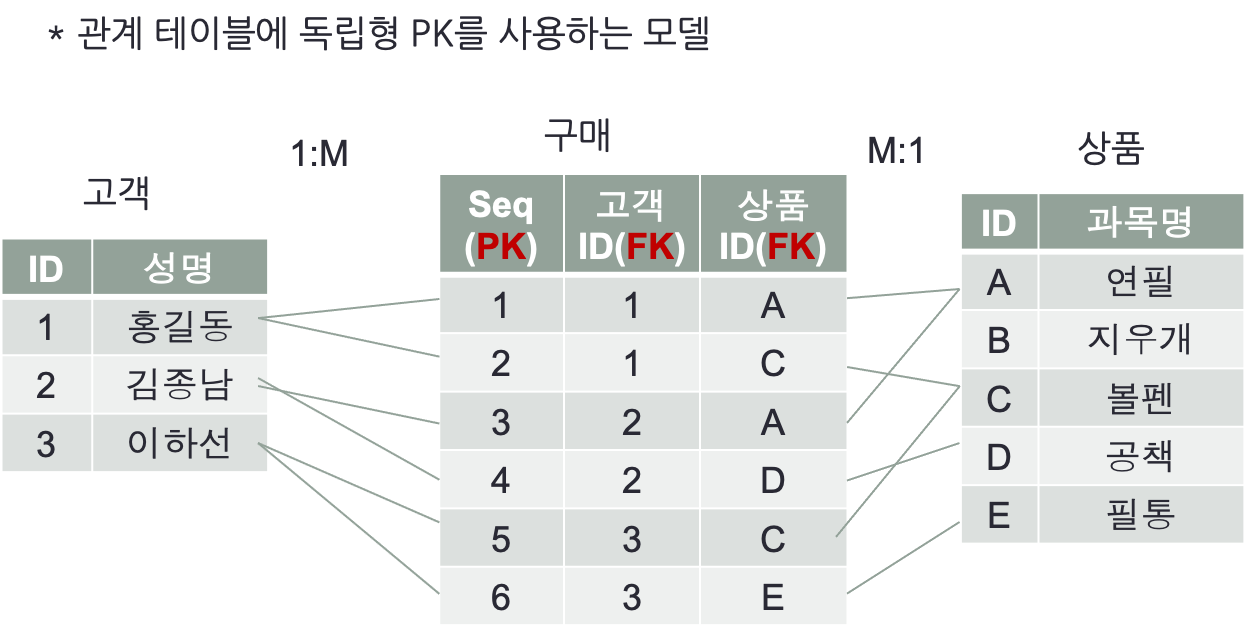 * 관계 테이블에 독립형 PK를 사용하는 모델
고객
ID 성명
1 홍길동
2 김종남
3 이하선
1:M
구매
Seq (PK) 고객 ID(FK) 상품 ID(FK)
1 1 A
2 1 C
3 2 A
4 2 D
5 3 C
6 3 E
M:1
상품
ID 과목명
A 연필
B 지우개
C 볼펜
D 공책
E 필통